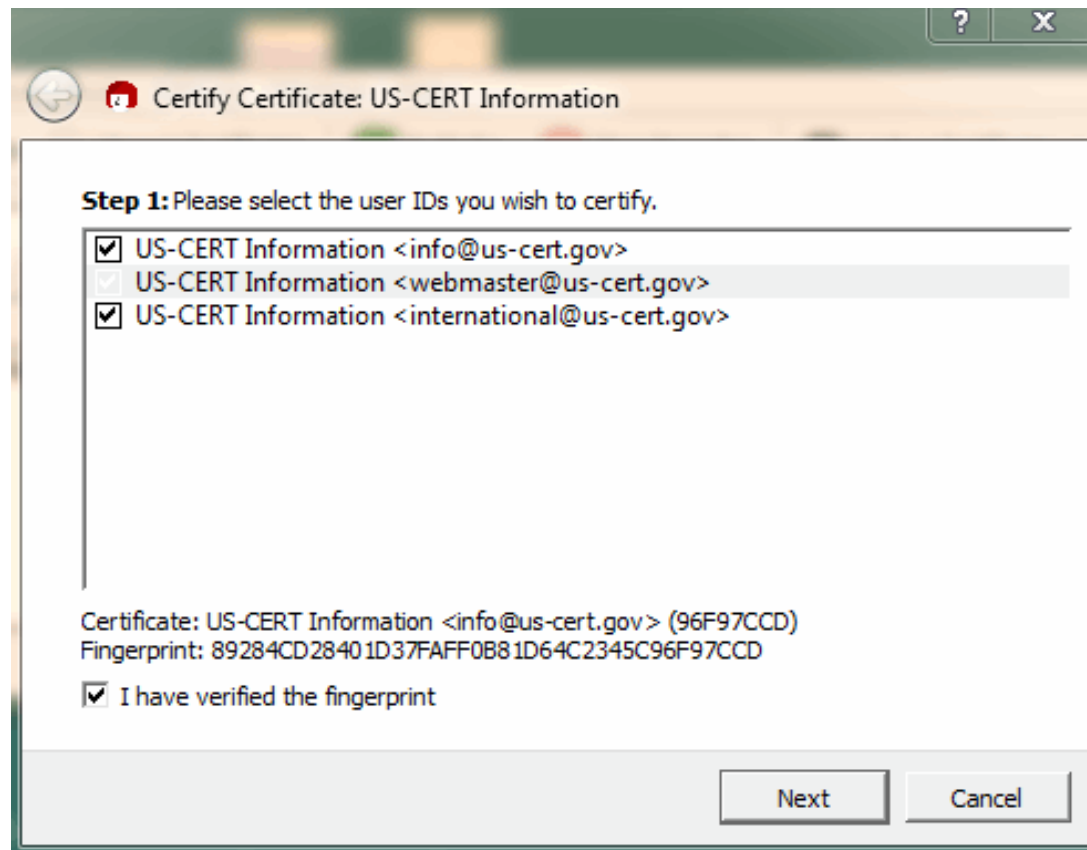 ? X
Certify Certificate: US-CERT Information
Step 1: Please select the user IDs you wish to certify.
US-CERT Information <info@us-cert.gov>
US-CERT Information <webmaster@us-cert.gov>
US-CERT Information <international@us-cert.gov>
Certificate: US-CERT Information <info@us-cert.gov> (96F97CCD)
Fingerprint: 89284CD28401D37FAFF0B81D64C2345C96F97CCD
I have verified the fingerprint
Next Cancel